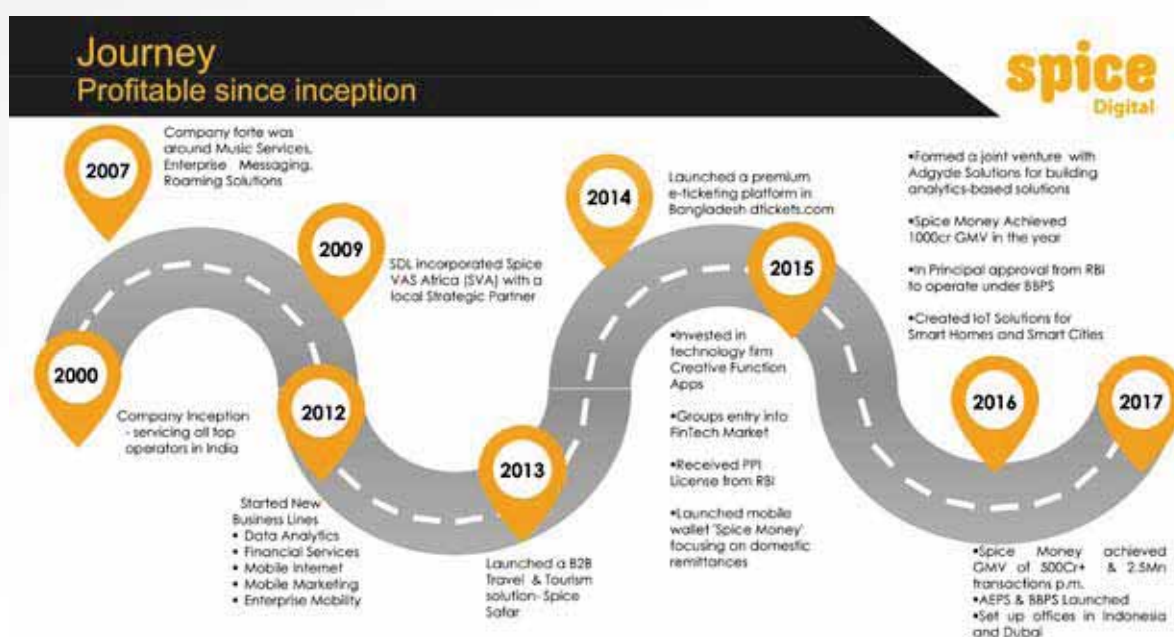 Journey
Profitable since inception
spice
Digital
2007
Company forte was
around Music Services,
Enterprise Messaging,
Roaming Solutions
2009
SDL incorporated Spice
VAS Africa (SVA) with a
local Strategic Partner
2000
Company Inception
- servicing all top
operators in India
2012
Started New
Business Lines
• Data Analytics
• Financial Services
• Mobile Internet
• Mobile Marketing
• Enterprise Mobility
2013
Launched a B2B
Travel & Tourism
solution- Spice
Safar
2014
Launched a premium
e-ticketing platform in
Bangladesh dtickets.com
2015
•Invested in
technology firm
Creative Function
Apps
•Groups entry into
FinTech Market
•Received PPI
License from RBI
•Launched mobile
wallet 'Spice Money'
focusing on domestic
remittances
•Formed a joint venture with
Adgyde Solutions for building
analytics-based solutions
•Spice Money Achieved
1000cr GMV in the year
•In Principal approval from RBI
to operate under BBPS
•Created IoT Solutions for
Smart Homes and Smart Cities
2016
2017
•Spice Money achieved
GMV of 500Cr+ & 2.5Mn
transactions p.m.
•AEPS & BBPS Launched
•Set up offices in Indonesia
and Dubai